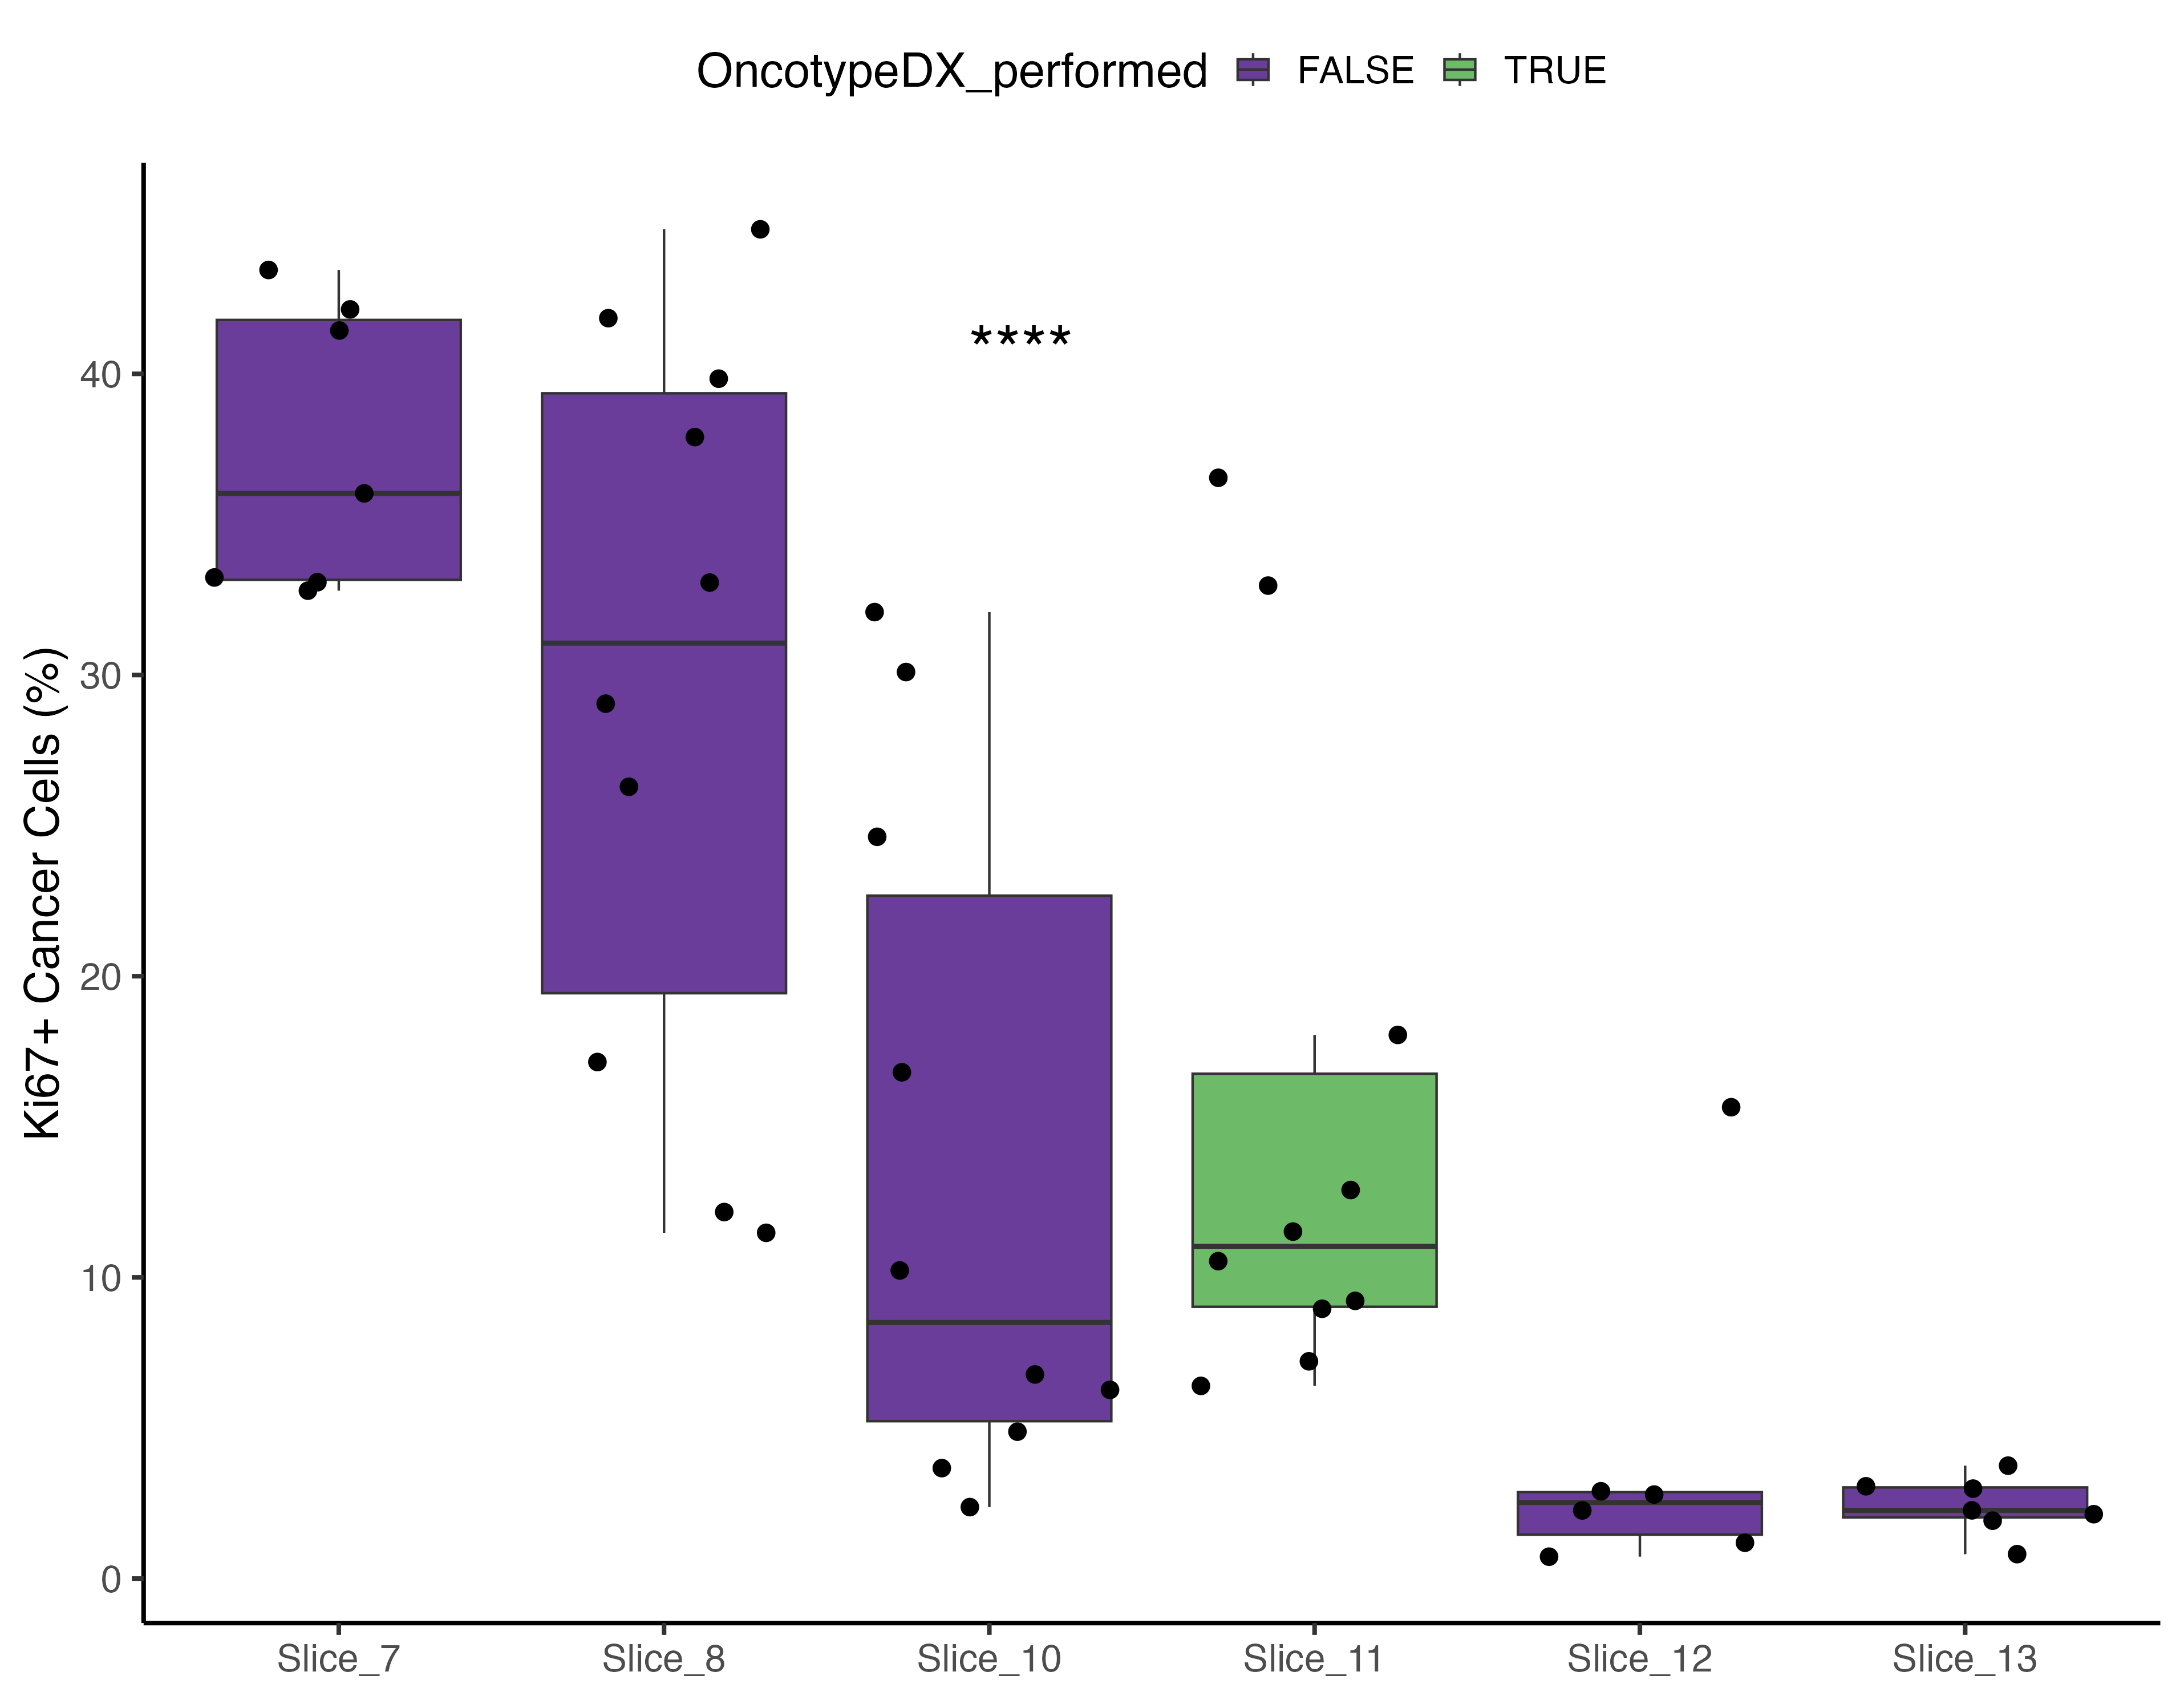 OncotypeDX_performed FALSE TRUE
****
Ki67+ Cancer Cells (%)
40
30
20
10
0
Slice_7 Slice_8 Slice_10 Slice_11 Slice_12 Slice_13